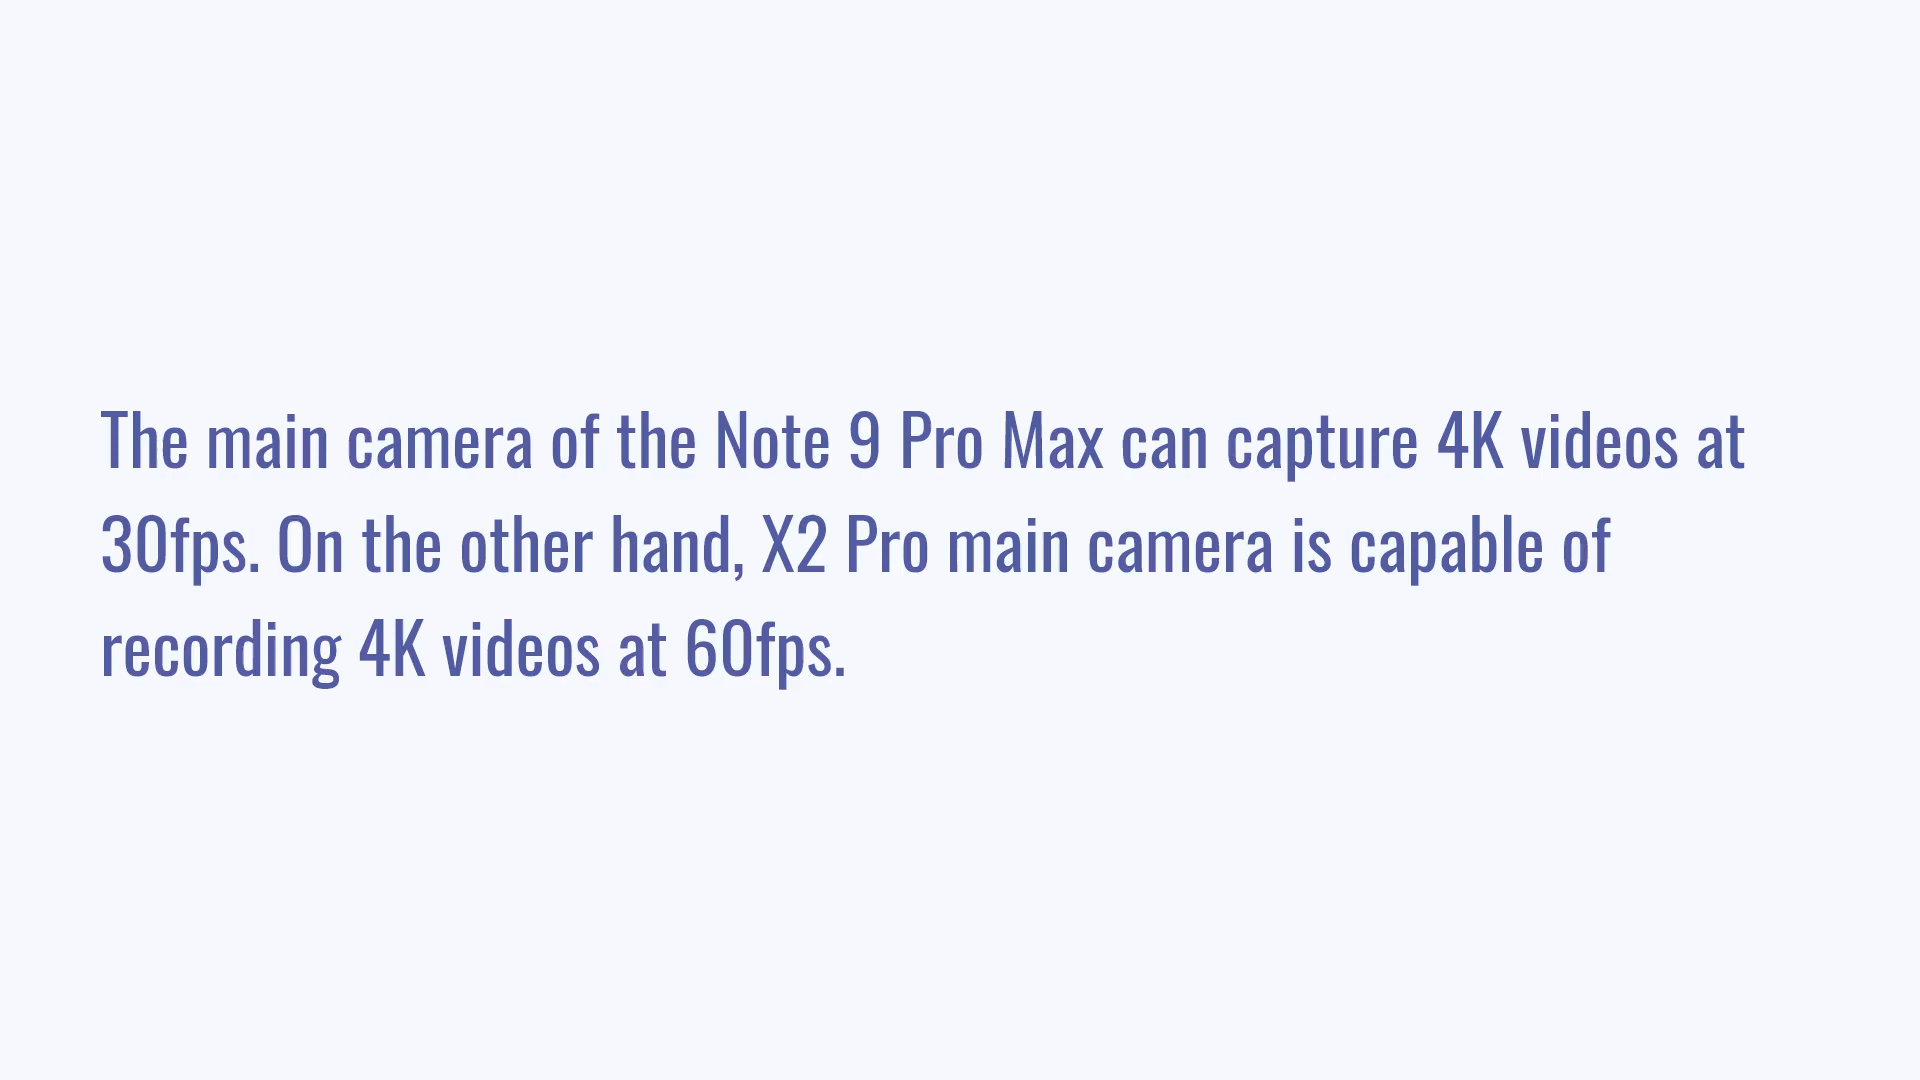 The main camera of the Note 9 Pro Max can capture 4K videos at
30fps. On the other hand, X2 Pro main camera is capable of
recording 4K videos at 60fps.